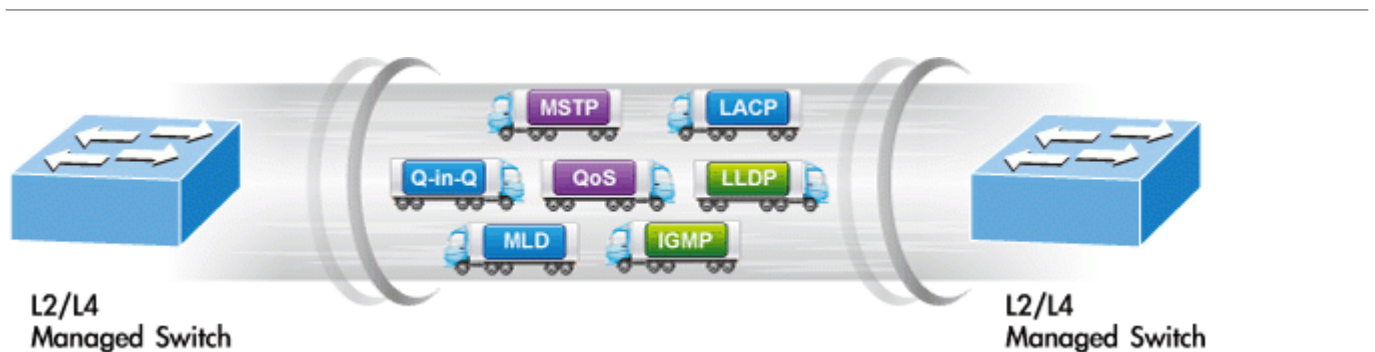 MSTP
LACP
Q-in-Q
QoS
LLDP
MLD
IGMP
L2/L4
Managed Switch
L2/L4
Managed Switch